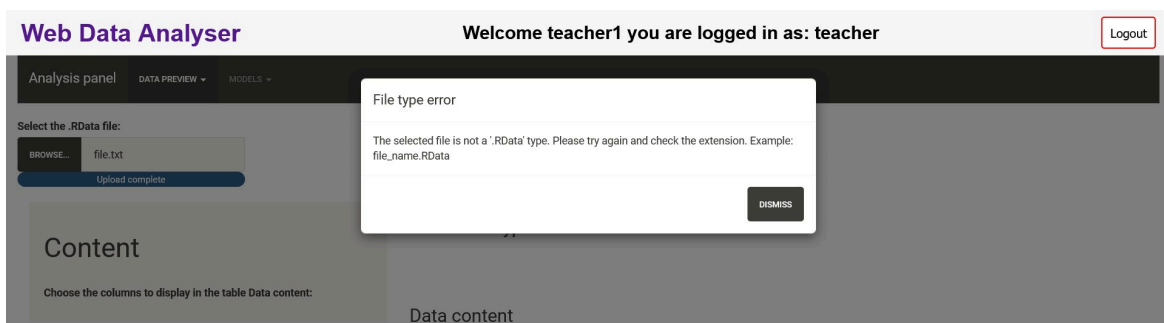 Web Data Analyser
Welcome teacher1 you are logged in as: teacher
Logout
Analysis panel
DATA PREVIEW
MODELS
File type error
The selected file is not a '.RData' type. Please try again and check the extension. Example:
file_name.RData
DISMISS
Select the .RData file:
BROWSE...
file.txt
Upload complete
Content
Choose the columns to display in the table Data content:
Data content